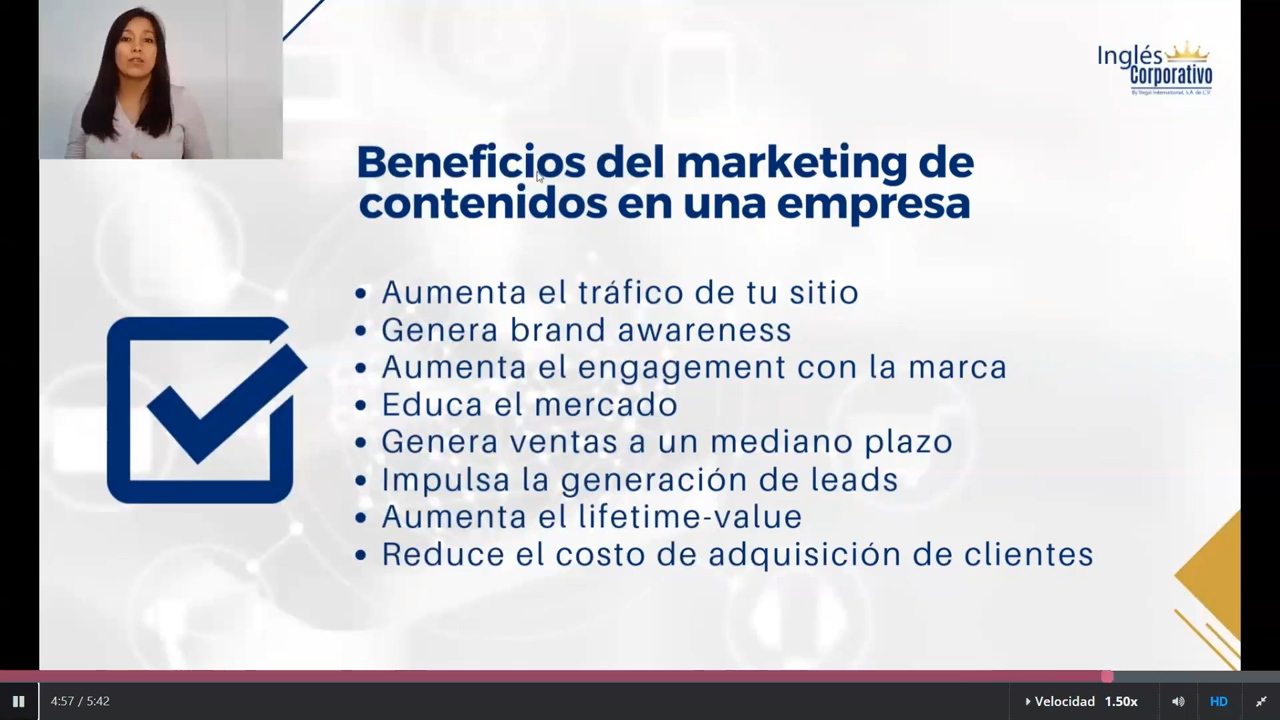 Inglés
Corporativo
Beneficios del marketing de
contenidos en una empresa
• Aumenta el tráfico de tu sitio
• Genera brand awareness
• Aumenta el engagement con la marca
• Educa el mercado
• Genera ventas a un mediano plazo
• Impulsa la generación de leads
• Aumenta el lifetime-value
• Reduce el costo de adquisición de clientes
4:57 / 5:42
Velocidad 1.50x
HD